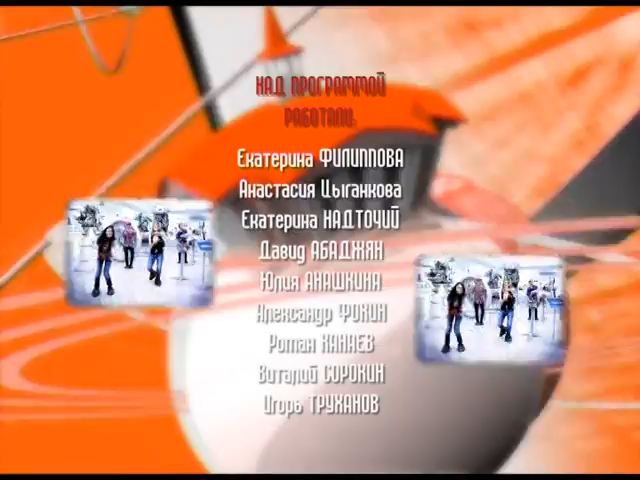 НАД ПРОГРАММОЙ
РАБОТАЛИ:
Екатерина ФИЛИППОВА
Анастасия Цыганкова
Екатерина НАДТОЧИЙ
Давид АБАДЖЯН
Юлия АНАШКИНА
Александр ФОКИН
Роман
Виталий СОРОКИН
Игорь ТРУХАНОВ